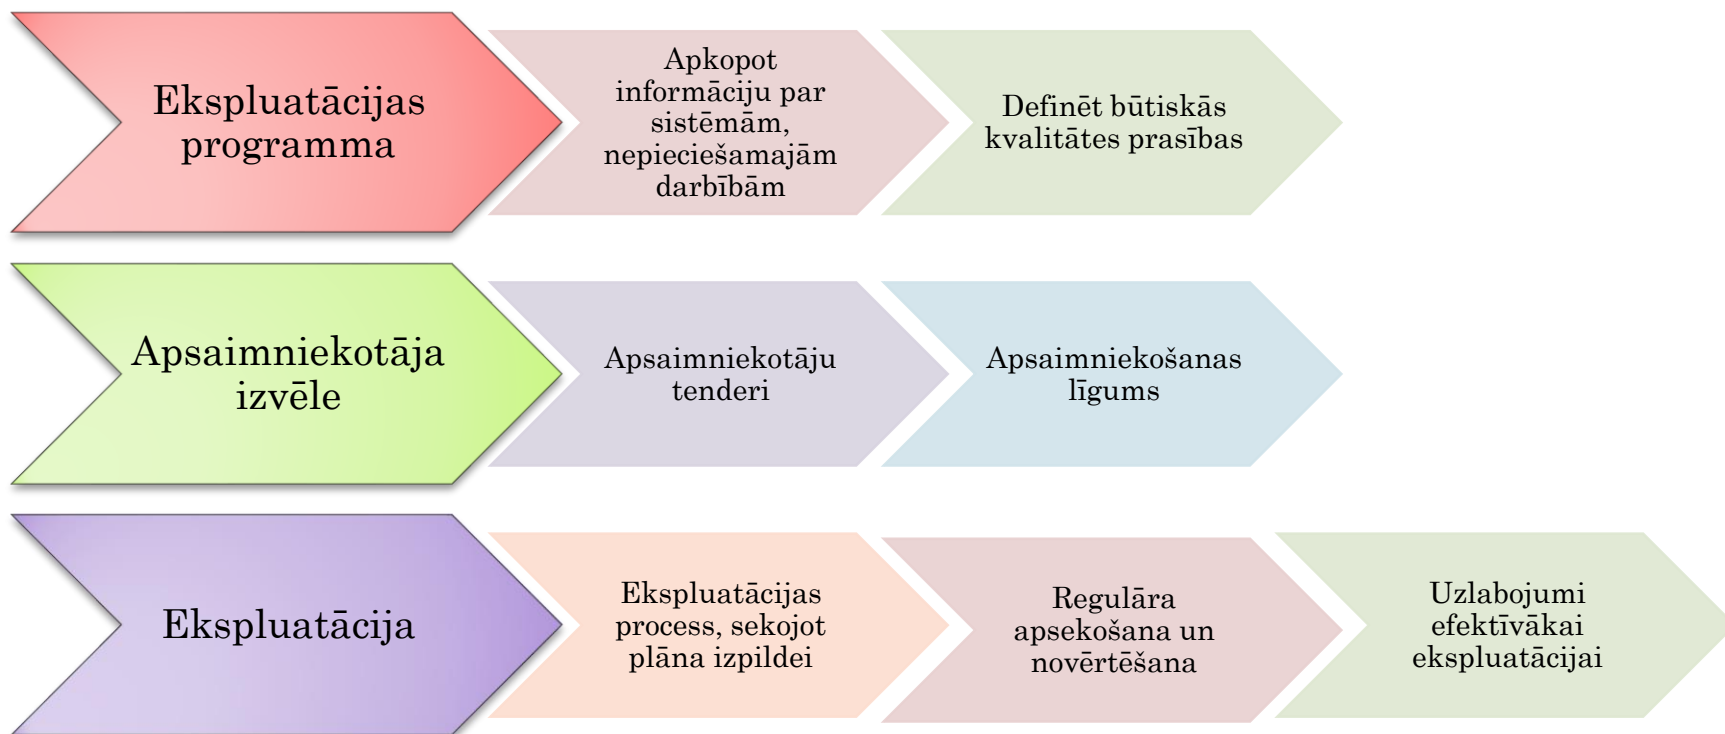 Ekspluatācijas
programma
Apkopot
informāciju par
sistēmām,
nepieciešamajām
darbībām
Definēt būtiskās
kvalitātes prasības
Apsaimniekotāja
izvēle
Apsaimniekotāju
tenderi
Apsaimniekošanas
līgums
Ekspluatācija
Ekspluatācijas
process, sekojot
plāna izpildei
Regulāra
apsekošana un
novērtēšana
Uzlabojumi
efektīvākai
ekspluatācijai